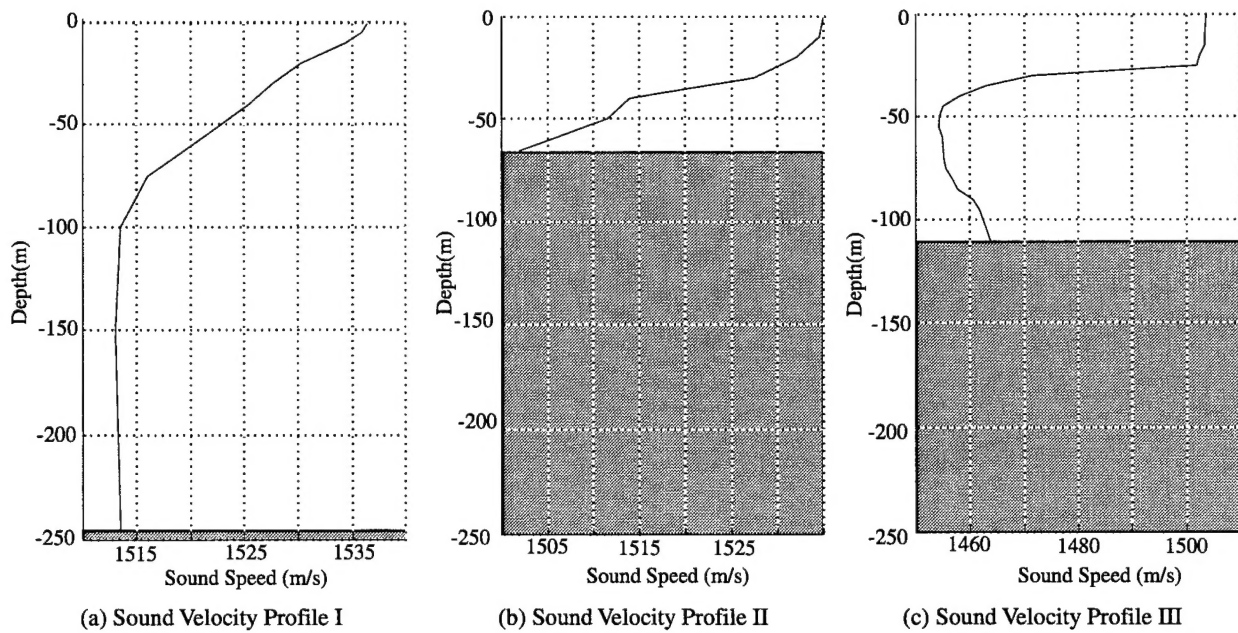 0
-50
-100
-150
-200
-250
Depth(m)
1515 1525 1535
Sound Speed (m/s)
(a) Sound Velocity Profile I
0
-50
-100
-150
-200
-250
Depth(m)
1505 1515 1525
Sound Speed (m/s)
(b) Sound Velocity Profile II
0
-50
-100
-150
-200
-250
Depth(m)
1460 1480 1500
Sound Speed (m/s)
(c) Sound Velocity Profile III